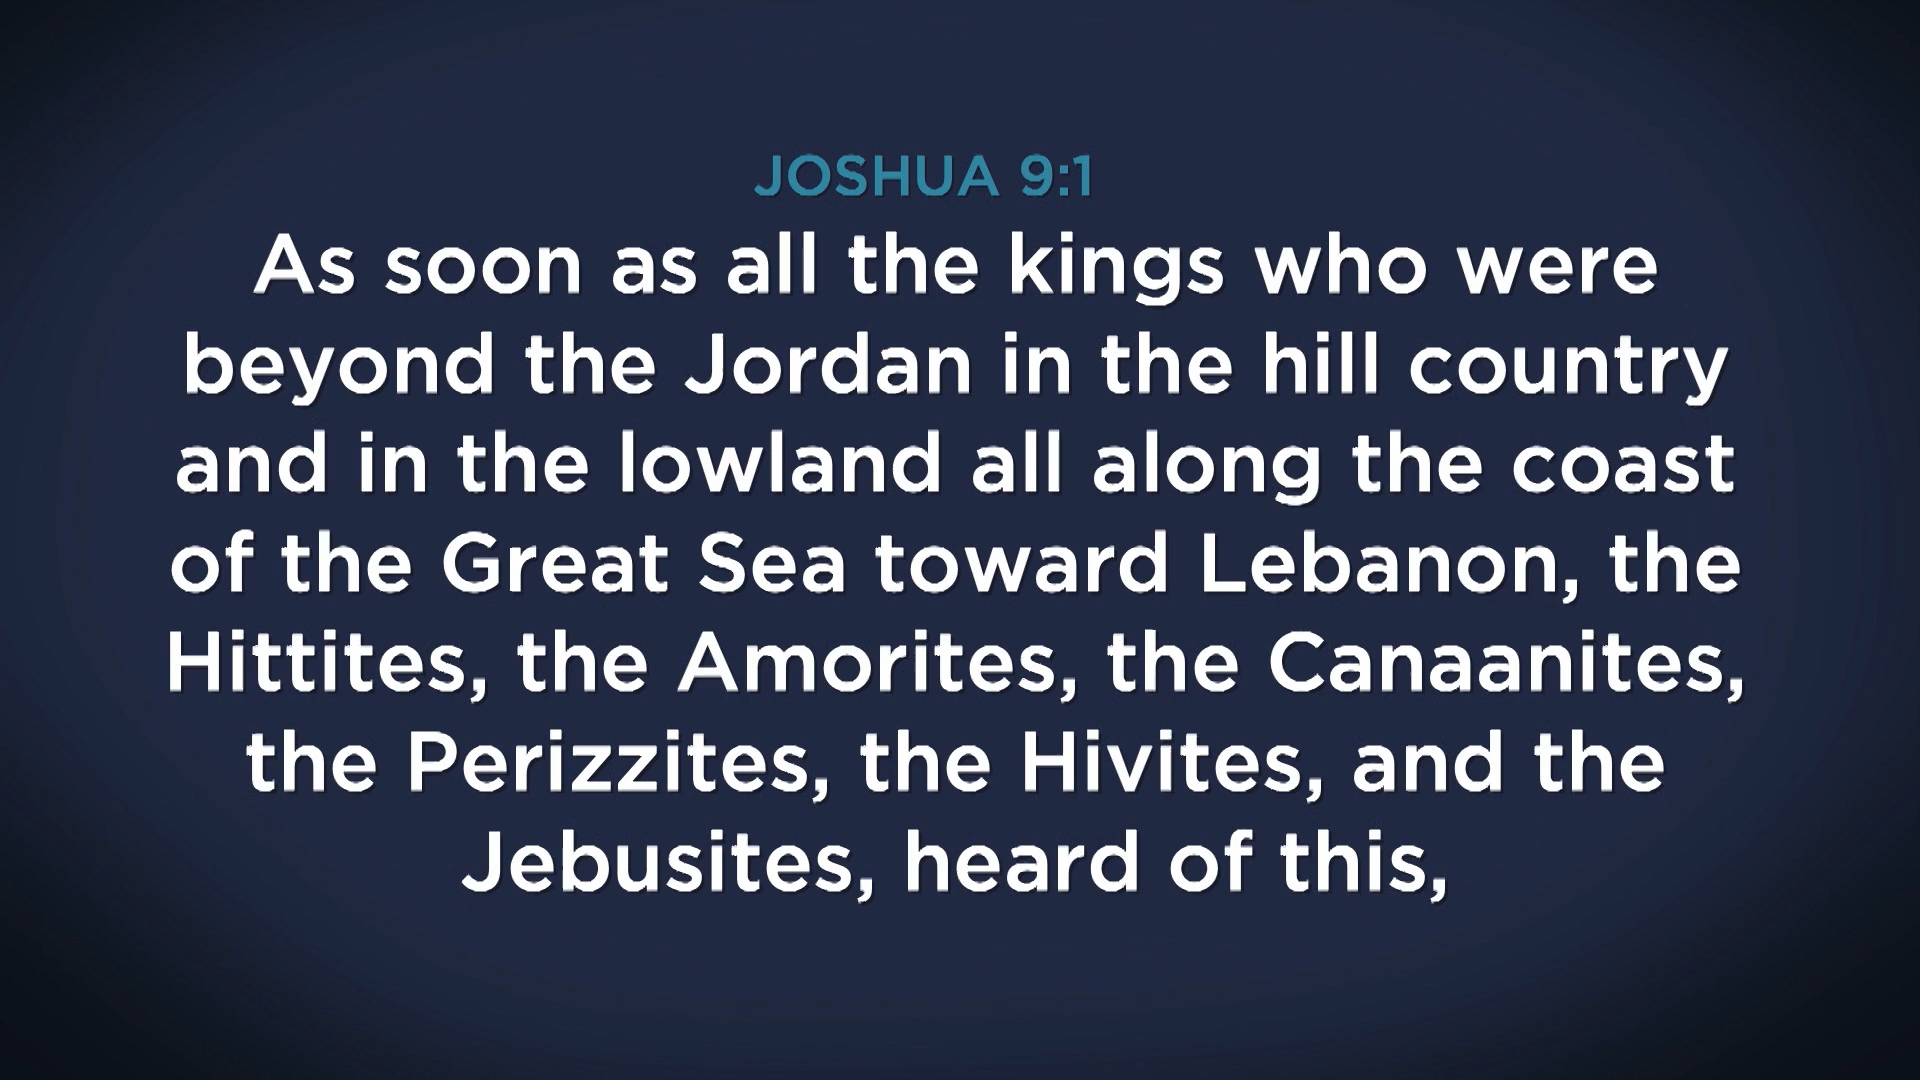 JOSHUA 9:1
As soon as all the kings who were
beyond the Jordan in the hill country
and in the lowland all along the coast
of the Great Sea toward Lebanon, the
Hittites, the Amorites, the Canaanites,
the Perizzites, the Hivites, and the
Jebusites, heard of this,